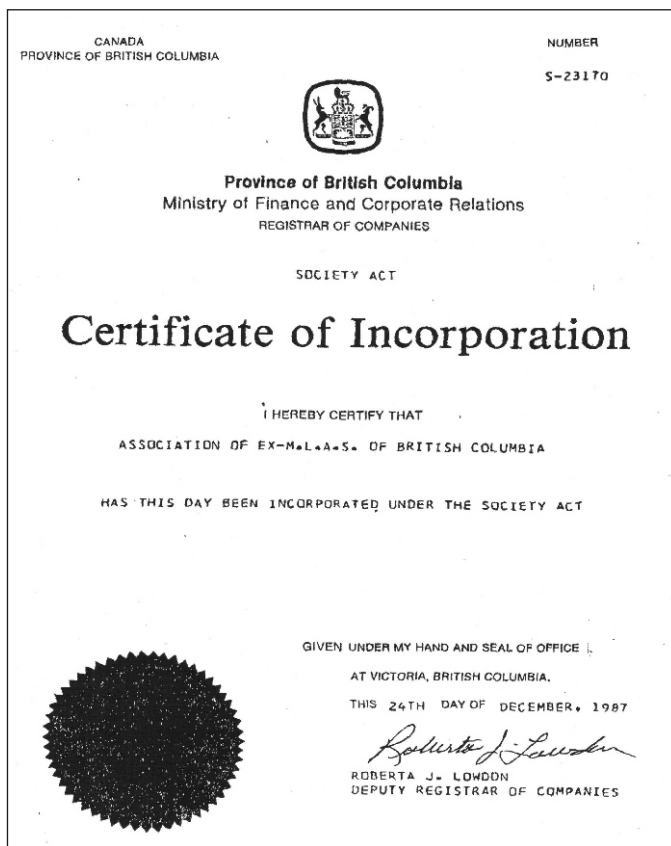 CANADA
PROVINCE OF BRITISH COLUMBIA
NUMBER
S-23170
Province of British Columbia
Ministry of Finance and Corporate Relations
REGISTRAR OF COMPANIES
SOCIETY ACT
Certificate of Incorporation
I HEREBY CERTIFY THAT
ASSOCIATION OF EX-M.L.A.S. OF BRITISH COLUMBIA
HAS THIS DAY BEEN INCORPORATED UNDER THE SOCIETY ACT
GIVEN UNDER MY HAND AND SEAL OF OFFICE
AT VICTORIA, BRITISH COLUMBIA,
THIS 24TH DAY OF DECEMBER, 1987
Roberta J. Lowdon
ROBERTA J. LOWDON
DEPUTY REGISTRAR OF COMPANIES